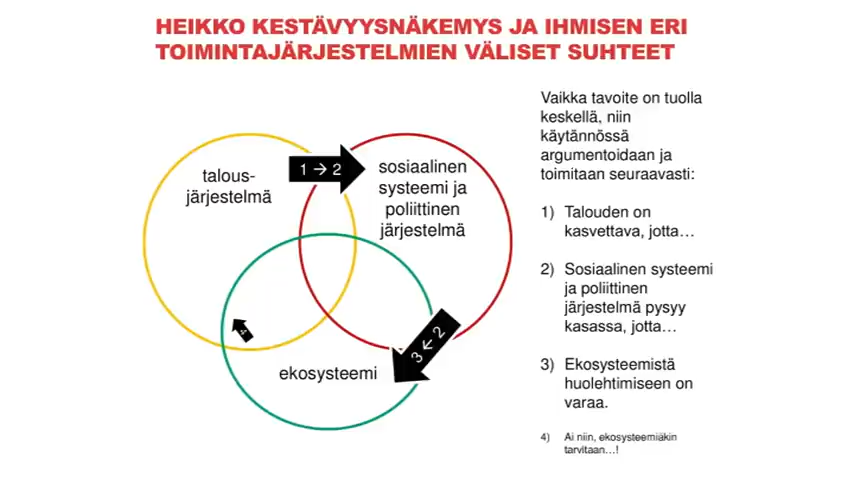 HEIKKO KESTÄVYYSNÄKEMYS JA IHMISEN ERI
TOIMINTAJÄRJESTELMIEN VÄLISET SUHTEET
talous-
järjestelmä
1 → 2
sosiaalinen
systeemi ja
poliittinen
järjestelmä
4
3 ← 2
ekosysteemi
Vaikka tavoite on tuolla
keskellä, niin
käytännössä
argumentoidaan ja
toimitaan seuraavasti:
1) Talouden on
kasvettava, jotta…
2) Sosiaalinen systeemi
ja poliittinen
järjestelmä pysyy
kasassa, jotta…
3) Ekosysteemistä
huolehtimiseen on
varaa.
4) Ai niin, ekosysteemiäkin
tarvitaan…!